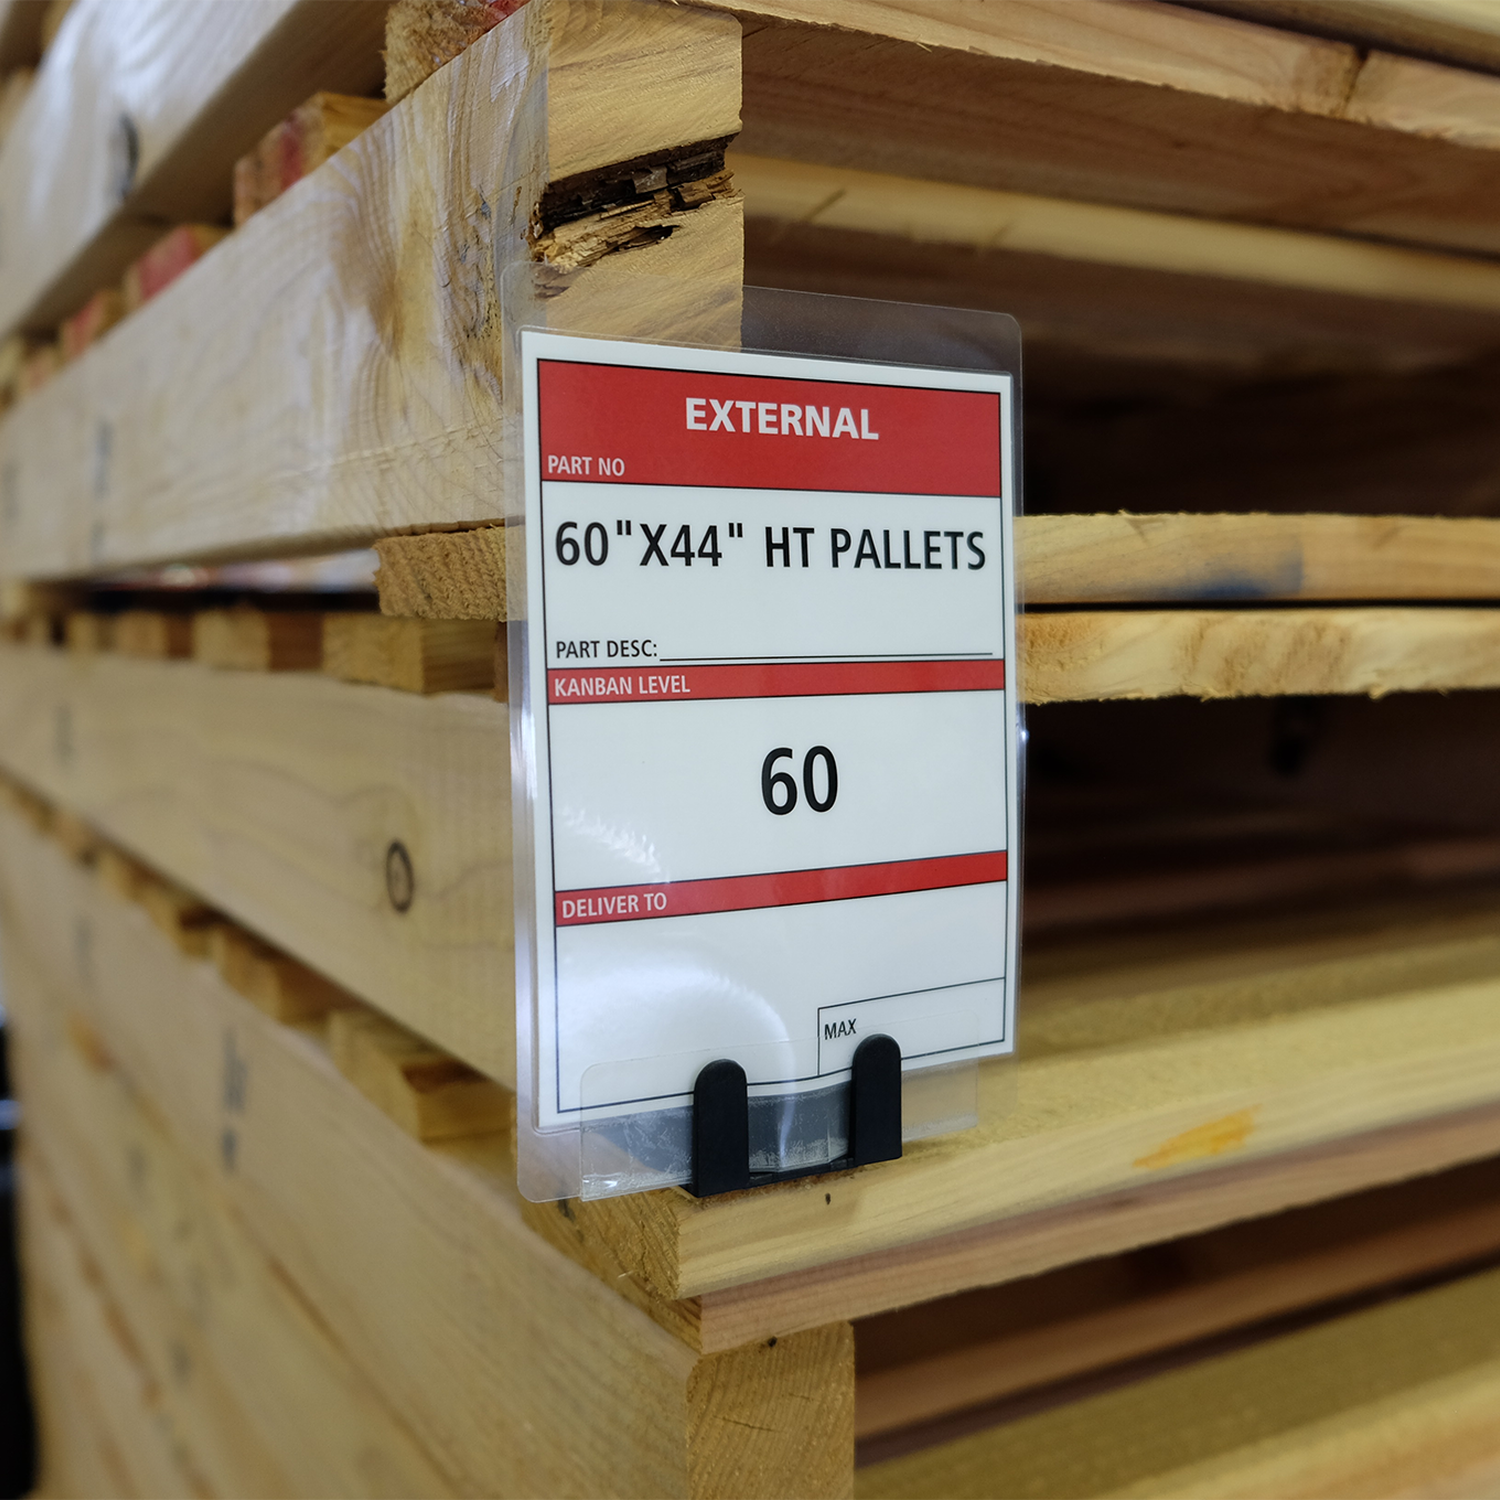 EXTERNAL
PART NO
60"X44" HT PALLETS
PART DESC:
KANBAN LEVEL
60
DELIVER TO
MAX